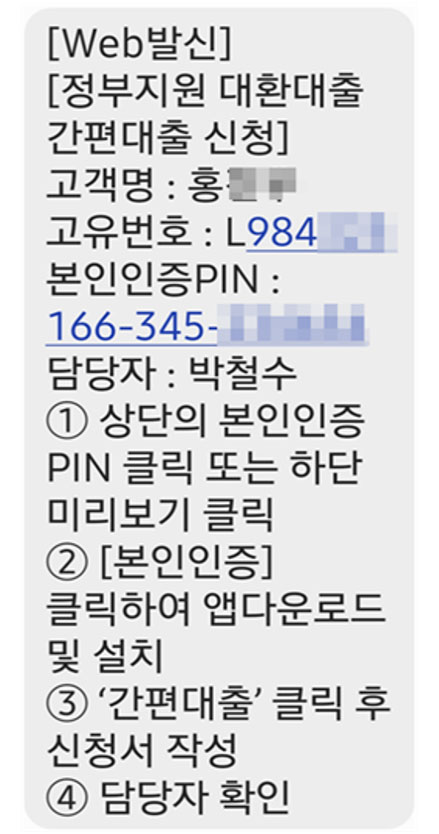 [Web발신]
[정부지원 대환대출
간편대출 신청]
고객명 : 홍
고유번호 : L984
본인인증PIN :
166-345-
담당자 : 박철수
① 상단의 본인인증
PIN 클릭 또는 하단
미리보기 클릭
② [본인인증]
클릭하여 앱다운로드
및 설치
③ ‘간편대출’ 클릭 후
신청서 작성
④ 담당자 확인